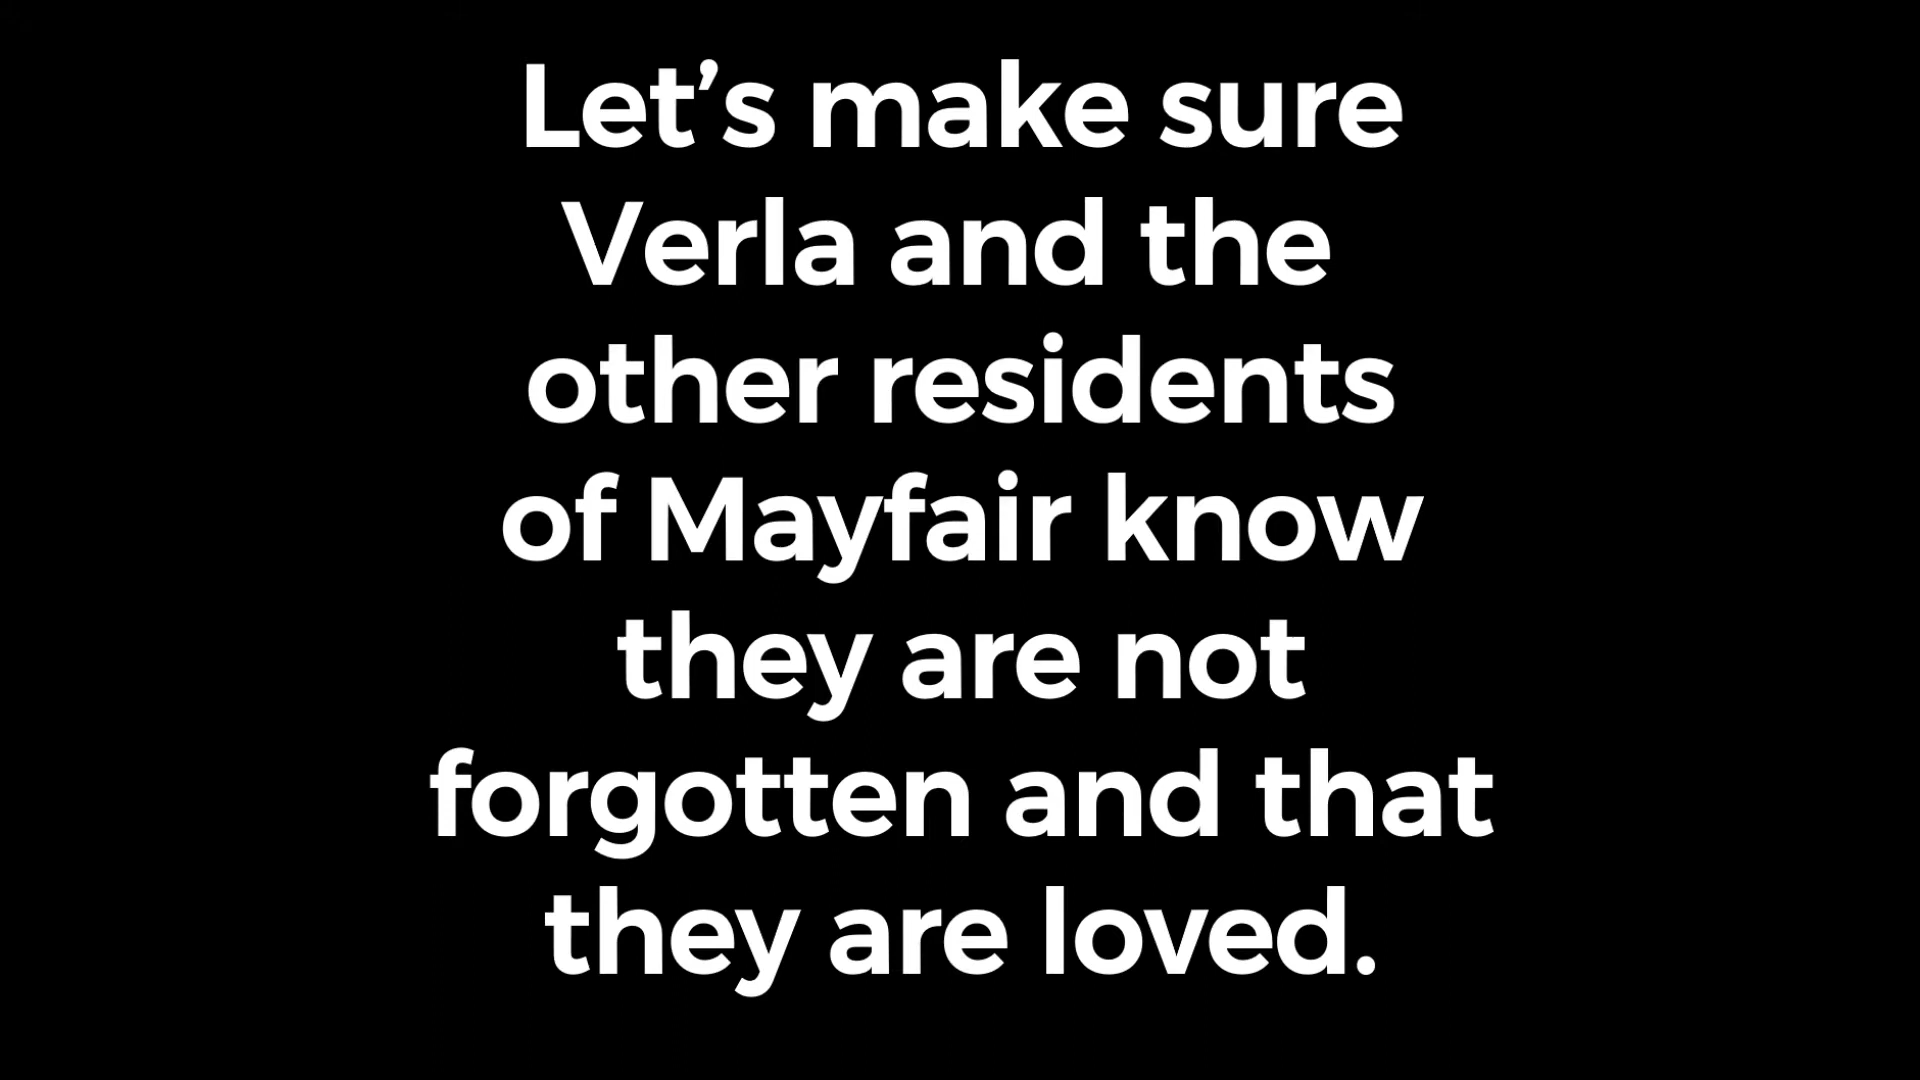 Let’s make sure
Verla and the
other residents
of Mayfair know
they are not
forgotten and that
they are loved.